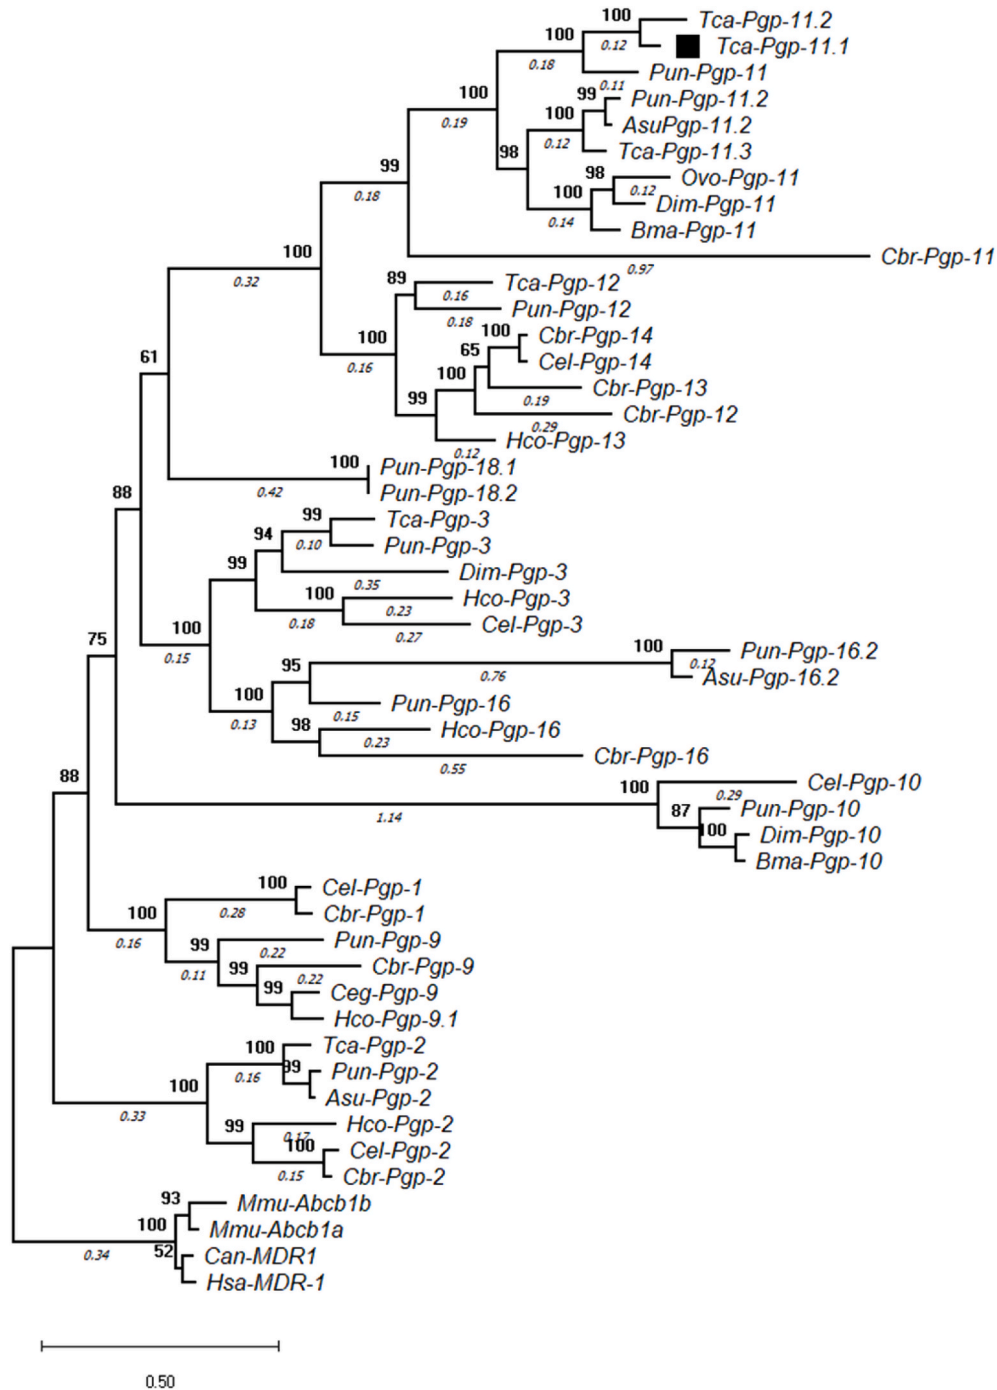 100 Tca-Pgp-11.2
100 0.12 Tca-Pgp-11.1
0.18 Pun-Pgp-11
0.11
100 99 Pun-Pgp-11.2
0.19 100 AsuPgp-11.2
98 0.12 Tca-Pgp-11.3
99 98 Ovo-Pgp-11
0.18 100 0.12 Dim-Pgp-11
0.14 Bma-Pgp-11
100 Cbr-Pgp-11
0.32 0.97
89 Tca-Pgp-12
0.16
Pun-Pgp-12
100 0.18
0.16 100 Cbr-Pgp-14
61 65 Cel-Pgp-14
100 Cbr-Pgp-13
99 0.19
Cbr-Pgp-12
0.29
Hco-Pgp-13
0.12
100 Pun-Pgp-18.1
0.42 Pun-Pgp-18.2
88 99 Tca-Pgp-3
94 0.10 Pun-Pgp-3
99 Dim-Pgp-3
0.35
100 Hco-Pgp-3
0.18 0.23
Cel-Pgp-3
0.27
75 100 100 Pun-Pgp-16.2
0.15 95 0.12
0.76 Asu-Pgp-16.2
100 Pun-Pgp-16
0.13 0.15
98 Hco-Pgp-16
0.23
Cbr-Pgp-16
0.55
88 100 Cel-Pgp-10
0.29
1.14 87 Pun-Pgp-10
100 Dim-Pgp-10
Bma-Pgp-10
100 Cel-Pgp-1
100 0.28 Cbr-Pgp-1
0.16 99 Pun-Pgp-9
0.22
0.11 99 Cbr-Pgp-9
0.22
99 Ceg-Pgp-9
Hco-Pgp-9.1
100 Tca-Pgp-2
0.16 99 Pun-Pgp-2
100 Asu-Pgp-2
0.33 99 Hco-Pgp-2
0.17
100 Cel-Pgp-2
0.15 Cbr-Pgp-2
93 Mmu-Abcb1b
100 Mmu-Abcb1a
0.34 52 Can-MDR1
Hsa-MDR-1
0.50